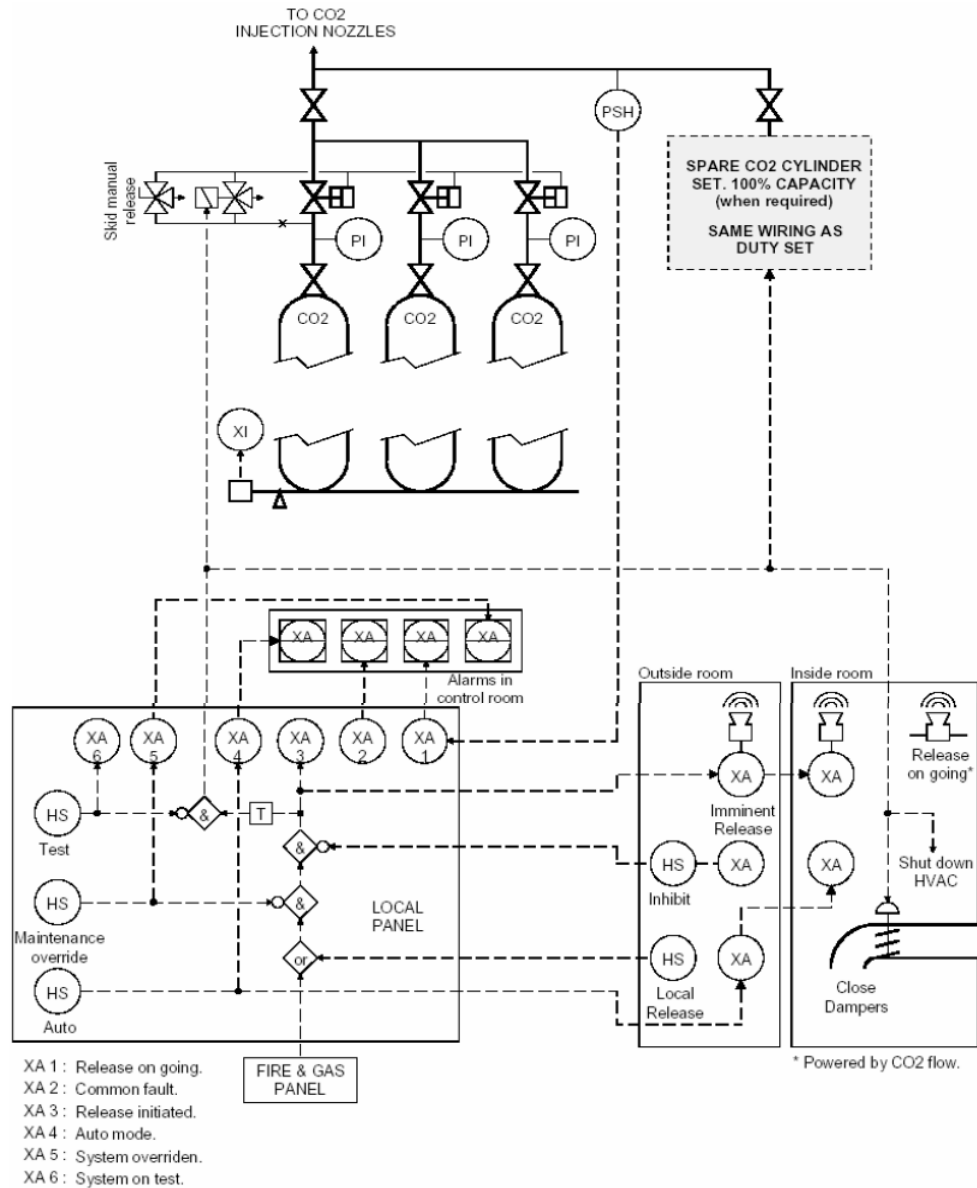 TO CO2
INJECTION NOZZLES
PSH
Skid manual
release
SPARE CO2 CYLINDER
SET. 100% CAPACITY
(when required)
SAME WIRING AS
DUTY SET
PI
PI
PI
CO2
CO2
CO2
XI
XA
XA
XA
XA
Alarms in
control room
Outside room
Inside room
XA
6
XA
5
XA
4
XA
3
XA
2
XA
1
Release
on going*
XA
XA
Imminent
Release
HS
Test
&
T
&
HS
Inhibit
XA
XA
Shut down
HVAC
HS
Maintenance
override
&
LOCAL
PANEL
or
HS
Local
Release
XA
Close
Dampers
HS
Auto
FIRE & GAS
PANEL
* Powered by CO2 flow.
XA 1 : Release on going.
XA 2 : Common fault.
XA 3 : Release initiated.
XA 4 : Auto mode.
XA 5 : System overriden.
XA 6 : System on test.